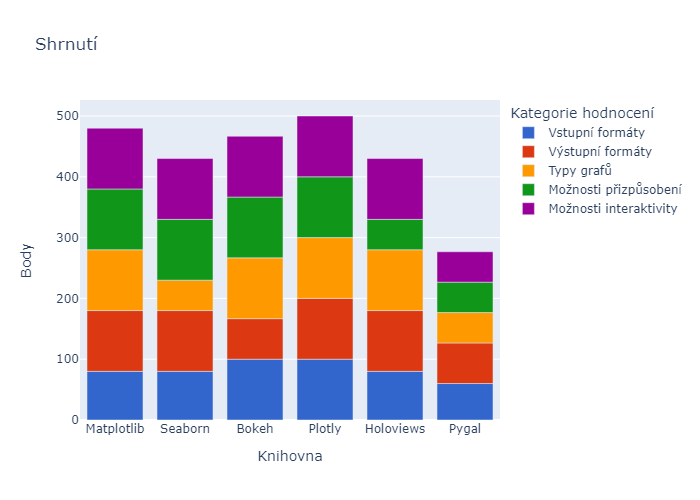 Shrnutí
Kategorie hodnocení
Vstupní formáty
Výstupní formáty
Typy grafů
Možnosti přizpůsobení
Možnosti interaktivity
Body
500
400
300
200
100
0
Matplotlib Seaborn Bokeh Plotly Holoviews Pygal
Knihovna